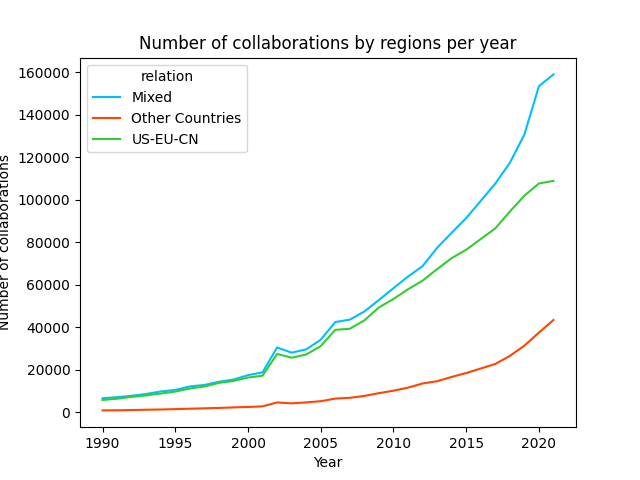 Number of collaborations by regions per year
relation
Mixed
Other Countries
US-EU-CN
160000
140000
120000
100000
80000
60000
40000
20000
0
Number of collaborations
1990
1995
2000
2005
2010
2015
2020
Year